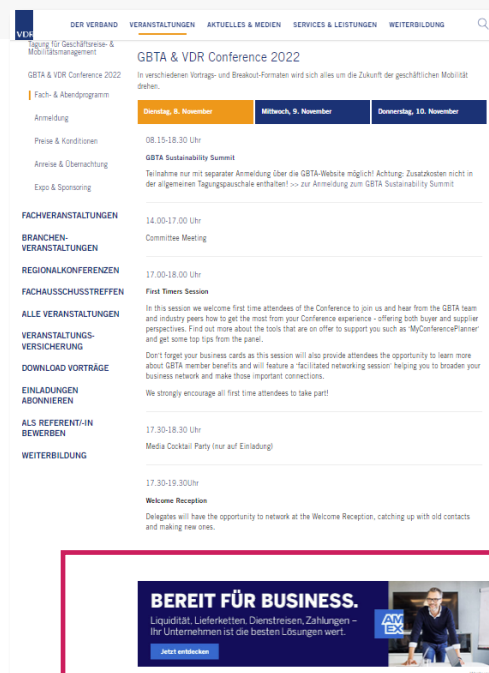 VDR
DER VERBAND VERANSTALTUNGEN AKTUELLES & MEDIEN SERVICES & LEISTUNGEN WEITERBILDUNG
Tagung für Geschäftsreise- &
Mobilitätsmanagement
GBTA & VDR Conference 2022
Fach- & Abendprogramm
Anmeldung
Preise & Konditionen
Anreise & Übernachtung
Expo & Sponsoring
FACHVERANSTALTUNGEN
BRANCHEN-
VERANSTALTUNGEN
REGIONALKONFERENZEN
FACHAUSSCHUSSTREFFEN
ALLE VERANSTALTUNGEN
VERANSTALTUNGS-
VERSICHERUNG
DOWNLOAD VORTRÄGE
EINLADUNGEN
ABONNIEREN
ALS REFERENT/-IN
BEWERBEN
WEITERBILDUNG
GBTA & VDR Conference 2022
In verschiedenen Vortrags- und Breakout-Formaten wird sich alles um die Zukunft der geschäftlichen Mobilität
drehen.
Dienstag, 8. November Mittwoch, 9. November Donnerstag, 10. November
08.15-18.30 Uhr
GBTA Sustainability Summit
Teilnahme nur mit separater Anmeldung über die GBTA-Website möglich! Achtung: Zusatzkosten nicht in
der allgemeinen Tagungspauschale enthalten! >> zur Anmeldung zum GBTA Sustainability Summit
14.00-17.00 Uhr
Committee Meeting
17.00-18.00 Uhr
First Timers Session
In this session we welcome first time attendees of the Conference to join us and hear from the GBTA team
and industry peers how to get the most from your Conference experience - offering both buyer and supplier
perspectives. Find out more about the tools that are on offer to support you such as 'MyConferencePlanner'
and get some top tips from the panel.
Don't forget your business cards as this session will also provide attendees the opportunity to learn more
about GBTA member benefits and will feature a 'facilitated networking session' helping you to broaden your
business network and make those important connections.
We strongly encourage all first time attendees to take part!
17.30-18.30 Uhr
Media Cocktail Party (nur auf Einladung)
17.30-19.30Uhr
Welcome Reception
Delegates will have the opportunity to network at the Welcome Reception, catching up with old contacts
and making new ones.
BEREIT FÜR BUSINESS.
Liquidität, Lieferketten, Dienstreisen, Zahlungen –
Ihr Unternehmen ist die besten Lösungen wert.
Jetzt entdecken
AM
EX